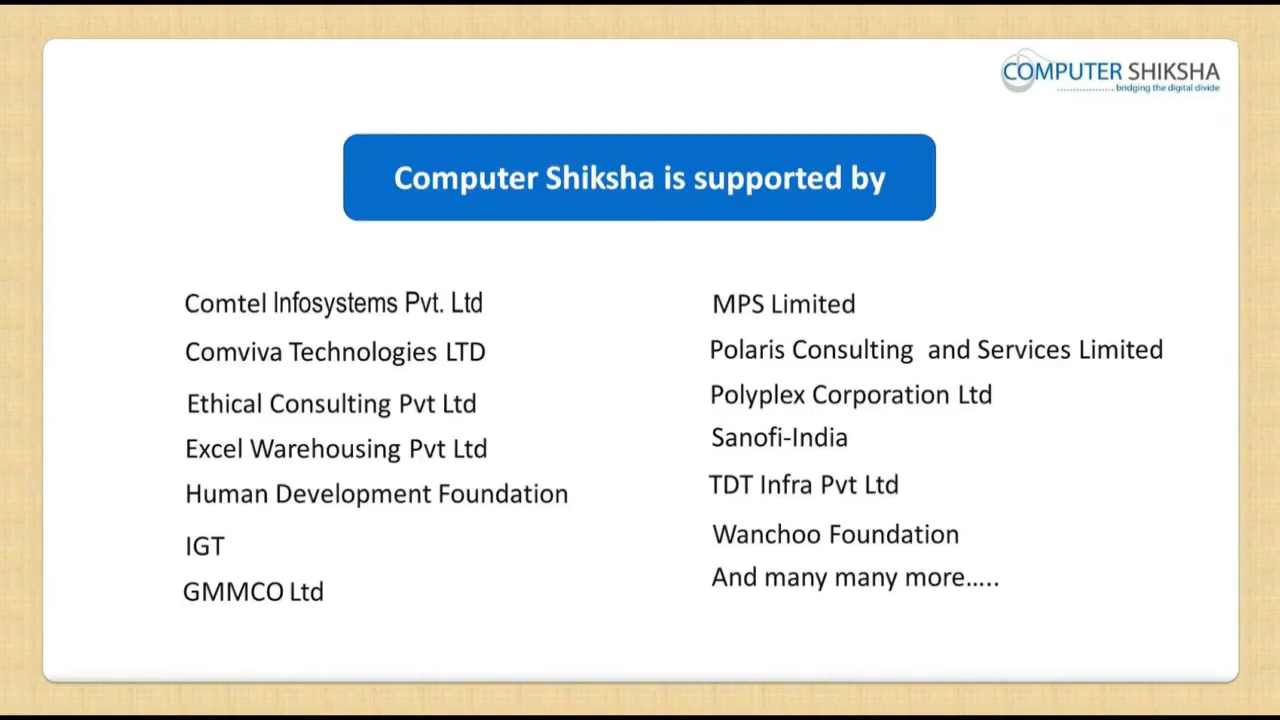 COMPUTER SHIKSHA
bridging the digital divide
Computer Shiksha is supported by
Comtel Infosystems Pvt. Ltd
Comviva Technologies LTD
Ethical Consulting Pvt Ltd
Excel Warehousing Pvt Ltd
Human Development Foundation
IGT
GMMCO Ltd
MPS Limited
Polaris Consulting and Services Limited
Polyplex Corporation Ltd
Sanofi-India
TDT Infra Pvt Ltd
Wanchoo Foundation
And many many more.....